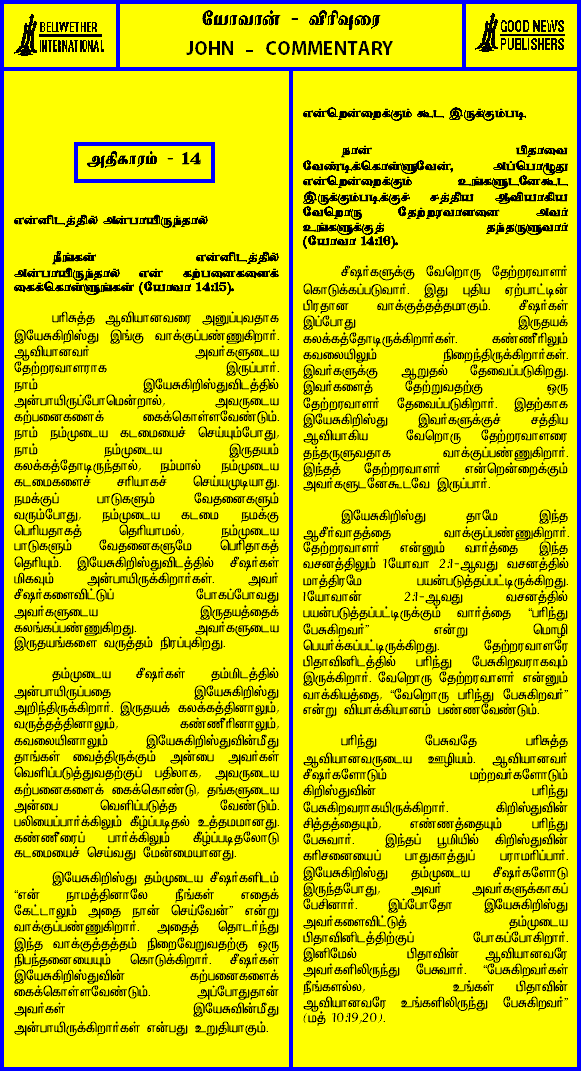 BELLWETHER
INTERNATIONAL
யோவான் - விரிவுரை
JOHN - COMMENTARY
GOOD NEWS
PUBLISHERS
அதிகாரம் - 14
என்னிடத்தில் அன்பாயிருந்தால்
நீங்கள் என்னிடத்தில்
அன்பாயிருந்தால் என் கற்பனைகளைக்
கைக்கொள்ளுங்கள் (யோவா 14:15).
பரிசுத்த ஆவியானவரை அனுப்புவதாக
இயேசுகிறிஸ்து இங்கு வாக்குப்பண்ணுகிறார்.
ஆவியானவர் அவர்களுடைய
தேற்றரவாளராக இருப்பார்.
நாம் இயேசுகிறிஸ்துவிடத்தில்
அன்பாயிருப்போமென்றால், அவருடைய
கற்பனைகளைக் கைக்கொள்ளவேண்டும்.
நாம் நம்முடைய கடமையைச் செய்யும்போது,
நாம் நம்முடைய இருதயம்
கலக்கத்தோடிருந்தால், நம்மால் நம்முடைய
கடமைகளைச் சரியாகச் செய்யமுடியாது.
நமக்குப் பாடுகளும் வேதனைகளும்
வரும்போது, நம்முடைய கடமை நமக்கு
பெரியதாகத் தெரியாமல், நம்முடைய
பாடுகளும் வேதனைகளுமே பெரிதாகத்
தெரியும். இயேசுகிறிஸ்துவிடத்தில் சீஷர்கள்
மிகவும் அன்பாயிருக்கிறார்கள். அவர்
சீஷர்களைவிட்டுப் போகப்போவது
அவர்களுடைய இருதயத்தைக்
கலங்கப்பண்ணுகிறது. அவர்களுடைய
இருதயங்களை வருத்தம் நிரப்புகிறது.
தம்முடைய சீஷர்கள் தம்மிடத்தில்
அன்பாயிருப்பதை இயேசுகிறிஸ்து
அறிந்திருக்கிறார். இருதயக் கலக்கத்தினாலும்,
வருத்தத்தினாலும், கண்ணீரினாலும்,
கவலையினாலும் இயேசுகிறிஸ்துவின்மீது
தாங்கள் வைத்திருக்கும் அன்பை அவர்கள்
வெளிப்படுத்துவதற்குப் பதிலாக, அவருடைய
கற்பனைகளைக் கைக்கொண்டு, தங்களுடைய
அன்பை வெளிப்படுத்த வேண்டும்.
பலியைப்பார்க்கிலும் கீழ்ப்படிதல் உத்தமமானது.
கண்ணீரைப் பார்க்கிலும் கீழ்ப்படிதலோடு
கடமையைச் செய்வது மேன்மையானது.
இயேசுகிறிஸ்து தம்முடைய சீஷர்களிடம்
“என் நாமத்தினாலே நீங்கள் எதைக்
கேட்டாலும் அதை நான் செய்வேன்” என்று
வாக்குப்பண்ணுகிறார். அதைத் தொடர்ந்து
இந்த வாக்குத்தத்தம் நிறைவேறுவதற்கு ஒரு
நிபந்தனையையும் கொடுக்கிறார். சீஷர்கள்
இயேசுகிறிஸ்துவின் கற்பனைகளைக்
கைக்கொள்ளவேண்டும். அப்போதுதான்
அவர்கள் இயேசுவின்மீது
அன்பாயிருக்கிறார்கள் என்பது உறுதியாகும்.
என்றென்றைக்கும் கூட இருக்கும்படி
நான் பிதாவை
வேண்டிக்கொள்ளுவேன், அப்பொழுது
என்றென்றைக்கும் உங்களுடனேகூட
இருக்கும்படிக்குச் சத்திய ஆவியாகிய
வேறொரு தேற்றரவாளனை அவர்
உங்களுக்குத் தந்தருளுவார்
(யோவா 14:16).
சீஷர்களுக்கு வேறொரு தேற்றரவாளர்
கொடுக்கப்படுவார். இது புதிய ஏற்பாட்டின்
பிரதான வாக்குத்தத்தமாகும். சீஷர்கள்
இப்போது இருதயக்
கலக்கத்தோடிருக்கிறார்கள். கண்ணீரிலும்
கவலையிலும் நிறைந்திருக்கிறார்கள்.
இவர்களுக்கு ஆறுதல் தேவைப்படுகிறது.
இவர்களைத் தேற்றுவதற்கு ஒரு
தேற்றரவாளர் தேவைப்படுகிறார். இதற்காக
இயேசுகிறிஸ்து இவர்களுக்குச் சத்திய
ஆவியாகிய வேறொரு தேற்றரவாளரை
தந்தருளுவதாக வாக்குப்பண்ணுகிறார்.
இந்தத் தேற்றரவாளர் என்றென்றைக்கும்
அவர்களுடனேகூடவே இருப்பார்.
இயேசுகிறிஸ்து தாமே இந்த
ஆசீர்வாதத்தை வாக்குப்பண்ணுகிறார்.
தேற்றரவாளர் என்னும் வார்த்தை இந்த
வசனத்திலும் 1யோவா 2:1-ஆவது வசனத்தில்
மாத்திரமே பயன்படுத்தப்பட்டிருக்கிறது.
1யோவான் 2:1-ஆவது வசனத்தில்
பயன்படுத்தப்பட்டிருக்கும் வார்த்தை “பரிந்து
பேசுகிறவர்” என்று மொழி
பெயர்க்கப்பட்டிருக்கிறது. தேற்றரவாளரே
பிதாவினிடத்தில் பரிந்து பேசுகிறவராகவும்
இருக்கிறார். வேறொரு தேற்றரவாளர் என்னும்
வாக்கியத்தை, “வேறொரு பரிந்து பேசுகிறவர்”
என்று வியாக்கியானம் பண்ணவேண்டும்.
பரிந்து பேசுவதே பரிசுத்த
ஆவியானவருடைய ஊழியம். ஆவியானவர்
சீஷர்களோடும் மற்றவர்களோடும்
கிறிஸ்துவின் பரிந்து
பேசுகிறவராகயிருக்கிறார். கிறிஸ்துவின்
சித்தத்தையும், எண்ணத்தையும் பரிந்து
பேசுவார். இந்தப் பூமியில் கிறிஸ்துவின்
கரிசனையைப் பாதுகாத்துப் பராமரிப்பார்.
இயேசுகிறிஸ்து தம்முடைய சீஷர்களோடு
இருந்தபோது, அவர் அவர்களுக்காகப்
பேசினார். இப்போதோ இயேசுகிறிஸ்து
அவர்களைவிட்டுத் தம்முடைய
பிதாவினிடத்திற்குப் போகப்போகிறார்.
இனிமேல் பிதாவின் ஆவியானவரே
அவர்களிலிருந்து பேசுவார். “பேசுகிறவர்கள்
நீங்களல்ல, உங்கள் பிதாவின்
ஆவியானவரே உங்களிலிருந்து பேசுகிறவர்”
(மத் 10:19,20).